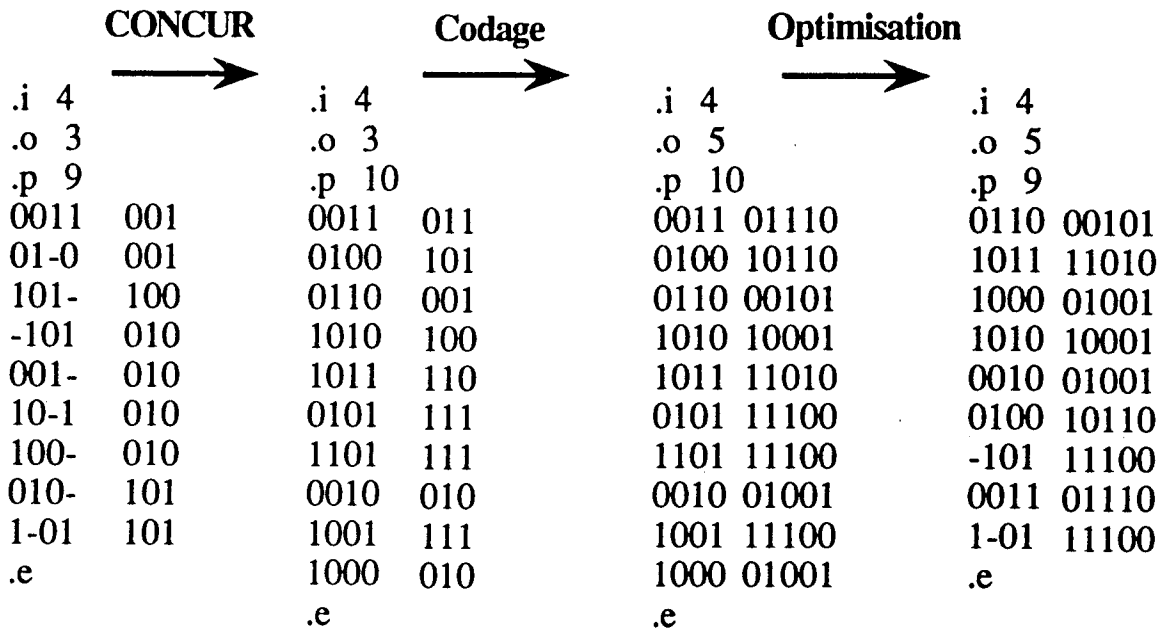 CONCUR Codage Optimisation
.i 4 .i 4 .i 4 .i 4
.o 3 .o 3 .o 5 .o 5
.p 9 .p 10 .p 10 .p 9
0011 001 0011 011 0011 01110 0110 00101
01-0 001 0100 101 0100 10110 1011 11010
101- 100 0110 001 0110 00101 1000 01001
-101 010 1010 100 1010 10001 1010 10001
001- 010 1011 110 1011 11010 0010 01001
10-1 010 0101 111 0101 11100 0100 10110
100- 010 1101 111 1101 11100 -101 11100
010- 101 0010 010 0010 01001 0011 01110
1-01 101 1001 111 1001 11100 1-01 11100
.e 1000 010 1000 01001 .e
.e .e